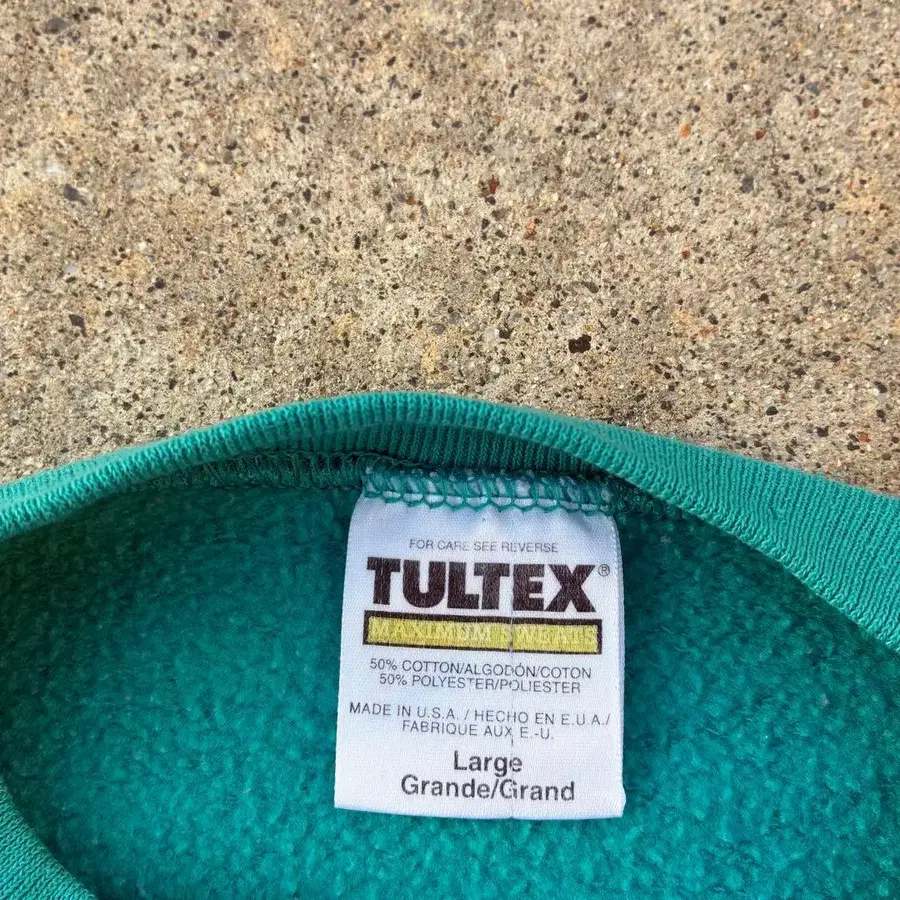 FOR CARE SEE REVERSE
TULTEX®
MAXIMUM SWEATS
50% COTTON/ALGODÓN/COTON
50% POLYESTER/POLIESTER
MADE IN U.S.A. / HECHO EN E.U.A./
FABRIQUE AUX E.-U.
Large
Grande/Grand